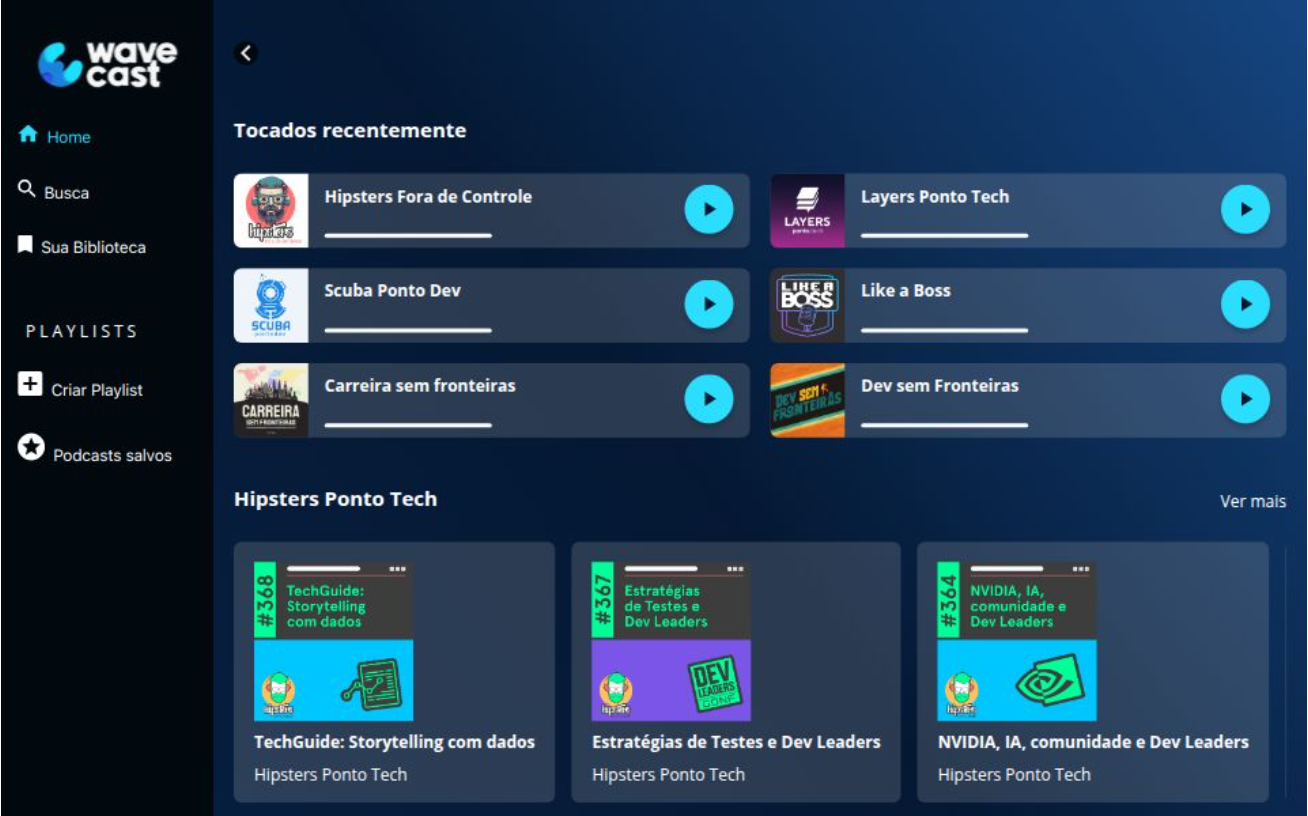 wave
cast
Home
Busca
Sua Biblioteca
PLAYLISTS
Criar Playlist
Podcasts salvos
Tocados recentemente
hipsters
Hipsters Fora de Controle
LAYERS
ponto.tech
Layers Ponto Tech
SCUBA
Scuba Ponto Dev
LIKE A
BOSS
Like a Boss
CARREIRA
SEM FRONTEIRAS
Carreira sem fronteiras
DEV SEM
FRONTEIRAS
Dev sem Fronteiras
Hipsters Ponto Tech
Ver mais
#368
TechGuide:
Storytelling
com dados
hipsters
TechGuide: Storytelling com dados
Hipsters Ponto Tech
#367
Estratégias
de Testes e
Dev Leaders
hipsters
DEV
LEADERS
CONF
Estratégias de Testes e Dev Leaders
Hipsters Ponto Tech
#364
NVIDIA, IA,
comunidade e
Dev Leaders
hipsters
NVIDIA, IA, comunidade e Dev Leaders
Hipsters Ponto Tech